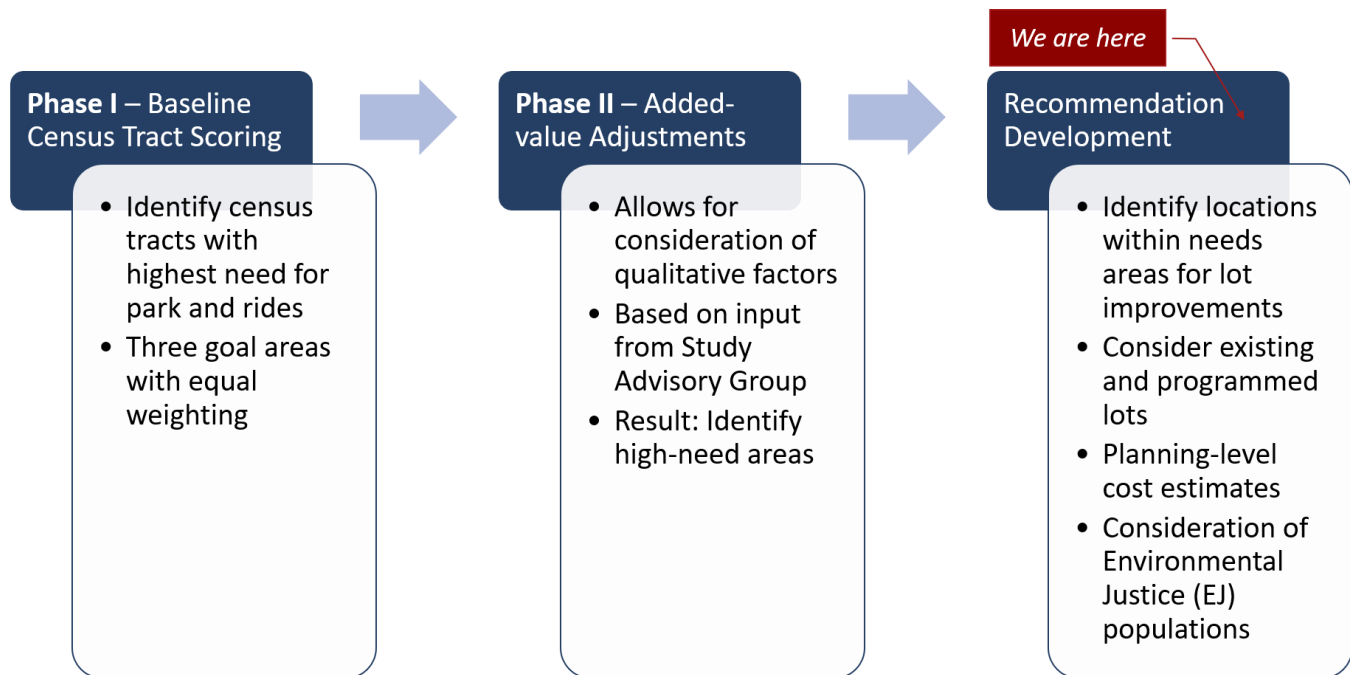 We are here
Phase I – Baseline
Census Tract Scoring
• Identify census
tracts with
highest need for
park and rides
• Three goal areas
with equal
weighting
Phase II – Added-
value Adjustments
• Allows for
consideration of
qualitative factors
• Based on input
from Study
Advisory Group
• Result: Identify
high-need areas
Recommendation
Development
• Identify locations
within needs
areas for lot
improvements
• Consider existing
and programmed
lots
• Planning-level
cost estimates
• Consideration of
Environmental
Justice (EJ)
populations